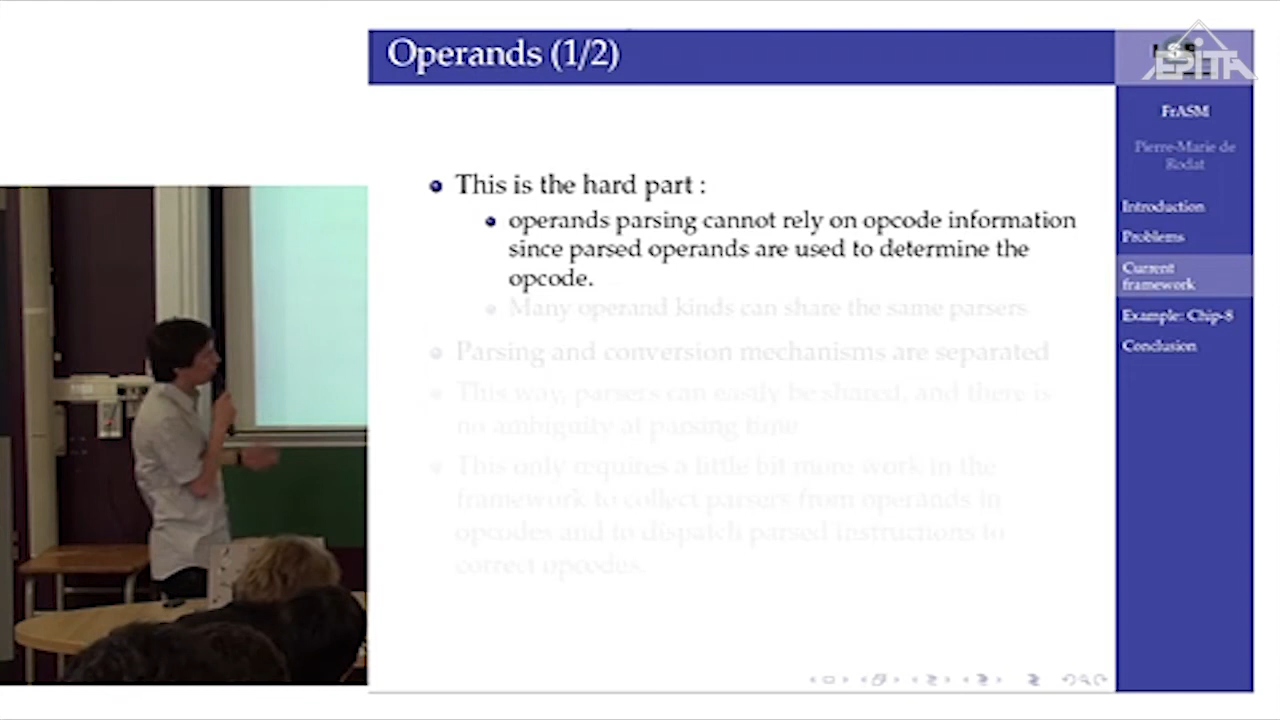 Operands (1/2)
EPITA
FrASM
Pierre-Marie de
Rodat
Introduction
Problems
Current
framework
Example: Chip-8
Conclusion
This is the hard part :
operands parsing cannot rely on opcode information
since parsed operands are used to determine the
opcode.
Many operand kinds can share the same parsers
Parsing and conversion mechanisms are separated
This way, parsers can easily be shared, and there is
no ambiguity at parsing time
This only requires a little bit more work in the
framework to collect parsers from operands in
opcodes and to dispatch parsed instructions to
correct opcodes.